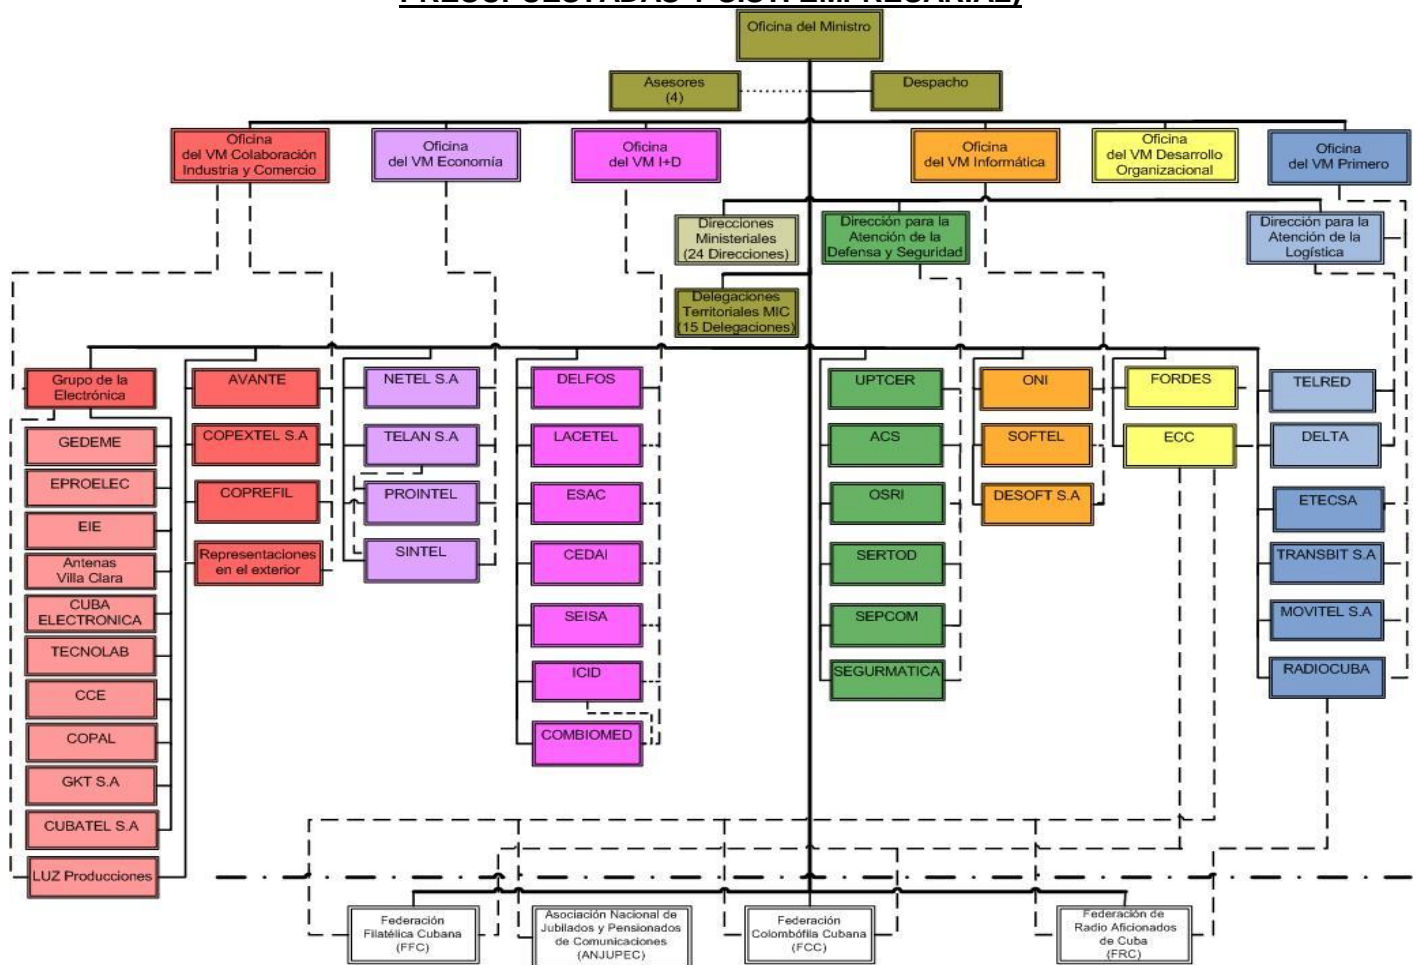 Oficina del Ministro
Asesores
(4)
Despacho
Oficina
del VM Colaboración
Industria y Comercio
Oficina
del VM Economía
Oficina
del VM I+D
Oficina
del VM Informática
Oficina
del VM Desarrollo
Organizacional
Oficina
del VM Primero
Direcciones
Ministeriales
(24 Direcciones)
Dirección para la
Atención de la
Defensa y Seguridad
Dirección para la
Atención de la
Logística
Delegaciones
Territoriales MIC
(15 Delegaciones)
Grupo de la
Electrónica
GEDEME
EPROELEC
EIE
Antenas
Villa Clara
CUBA
ELECTRONICA
TECNOLAB
CCE
COPAL
GKT S.A
CUBATEL S.A
LUZ Producciones
AVANTE
COPEXTEL S.A
COPREFIL
Representaciones
en el exterior
NETEL S.A
TELAN S.A
PROINTEL
SINTEL
DELFOS
LACETEL
ESAC
CEDAI
SEISA
ICID
COMBIOMED
UPTCER
ACS
OSRI
SERTOD
SEPCOM
SEGURMATICA
ONI
SOFTEL
DESOFT S.A
FORDES
ECC
TELRED
DELTA
ETECSA
TRANSBIT S.A
MOVITEL S.A
RADIOCUBA
Federación
Filatélica Cubana
(FFC)
Asociación Nacional de
Jubilados y Pensionados
de Comunicaciones
(ANJUPEC)
Federación
Colombófila Cubana
(FCC)
Federación de
Radio Aficionados
de Cuba
(FRC)